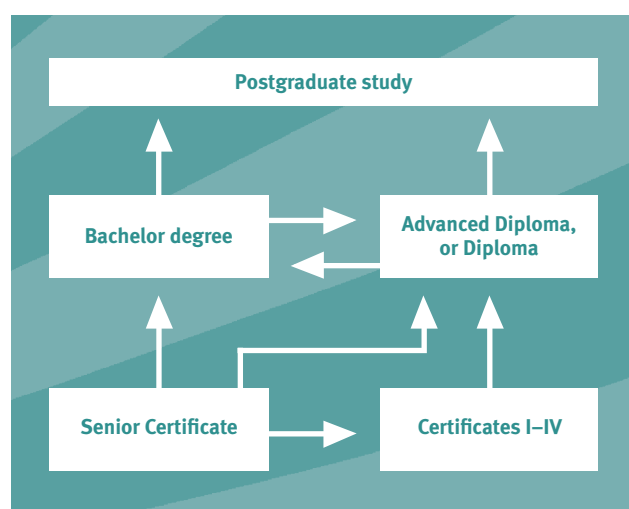 Postgraduate study
Bachelor degree
Advanced Diploma,
or Diploma
Senior Certificate
Certificates I–IV